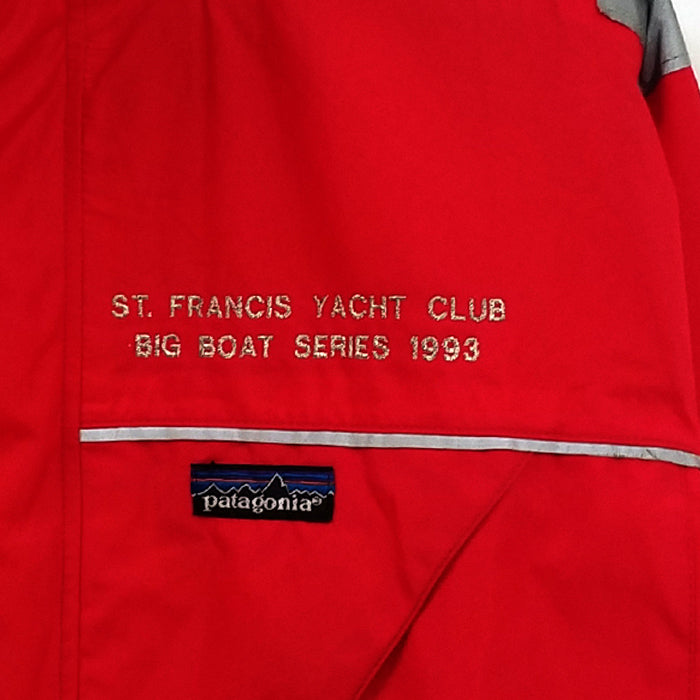 ST. FRANCIS YACHT CLUB
BIG BOAT SERIES 1993
patagonia®